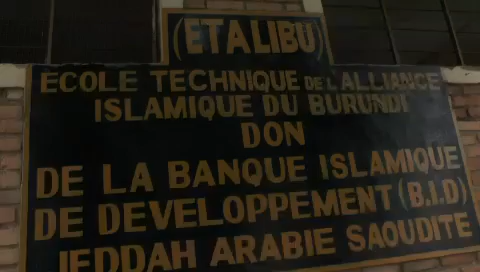 (ETALIBU)
ECOLE TECHNIQUE DE L'ALLIANCE
ISLAMIQUE DU BURUNDI
DON
DE LA BANQUE ISLAMIQUE
DE DEVELOPPEMENT (B.I.D)
JEDDAH ARABIE SAOUDITE